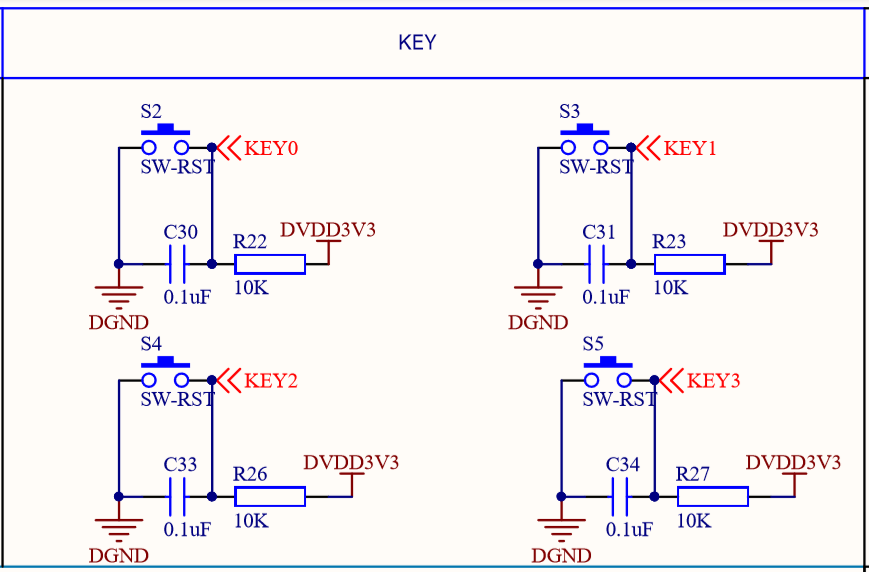 KEY
S2
KEY0
SW-RST
C30
R22
DVDD3V3
0.1uF
10K
DGND
S3
KEY1
SW-RST
C31
R23
DVDD3V3
0.1uF
10K
DGND
S4
KEY2
SW-RST
C33
R26
DVDD3V3
0.1uF
10K
DGND
S5
KEY3
SW-RST
C34
R27
DVDD3V3
0.1uF
10K
DGND